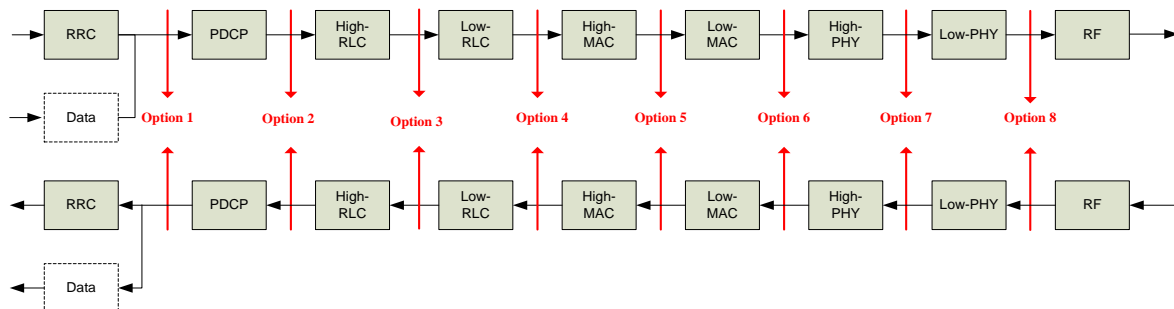 RRC
PDCP
High-
RLC
Low-
RLC
High-
MAC
Low-
MAC
High-
PHY
Low-PHY
RF
Data
Option 1
Option 2
Option 3
Option 4
Option 5
Option 6
Option 7
Option 8
RRC
PDCP
High-
RLC
Low-
RLC
High-
MAC
Low-
MAC
High-
PHY
Low-PHY
RF
Data